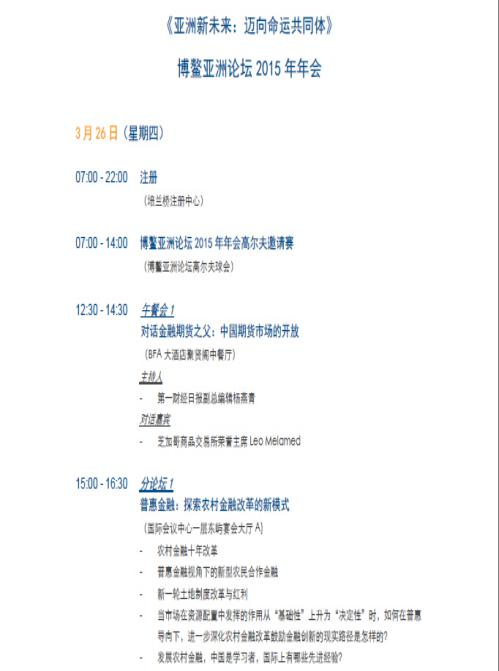 《亚洲新未来：迈向命运共同体》
博鳌亚洲论坛 2015 年年会
3 月 26 日（星期四）
07:00 - 22:00 注册
（培兰桥注册中心）
07:00 - 14:00 博鳌亚洲论坛 2015 年年会高尔夫邀请赛
（博鳌亚洲论坛高尔夫球会）
12:30 - 14:30 午餐会 1
对话金融期货之父：中国期货市场的开放
（BFA 大酒店聚贤阁中餐厅）
主持人
- 第一财经日报副总编辑杨燕青
对话嘉宾
- 芝加哥商品交易所荣誉主席 Leo Melamed
15:00 - 16:30 分论坛 1
普惠金融：探索农村金融改革的新模式
（国际会议中心一层东屿宴会大厅 A）
- 农村金融十年改革
- 普惠金融视角下的新型农民合作金融
- 新一轮土地制度改革与红利
- 当市场在资源配置中发挥的作用从“基础性”上升为“决定性”时，如何在普惠
导向下，进一步深化农村金融改革鼓励金融创新的现实路径是怎样的？
- 发展农村金融，中国是学习者，国际上有哪些先进经验？